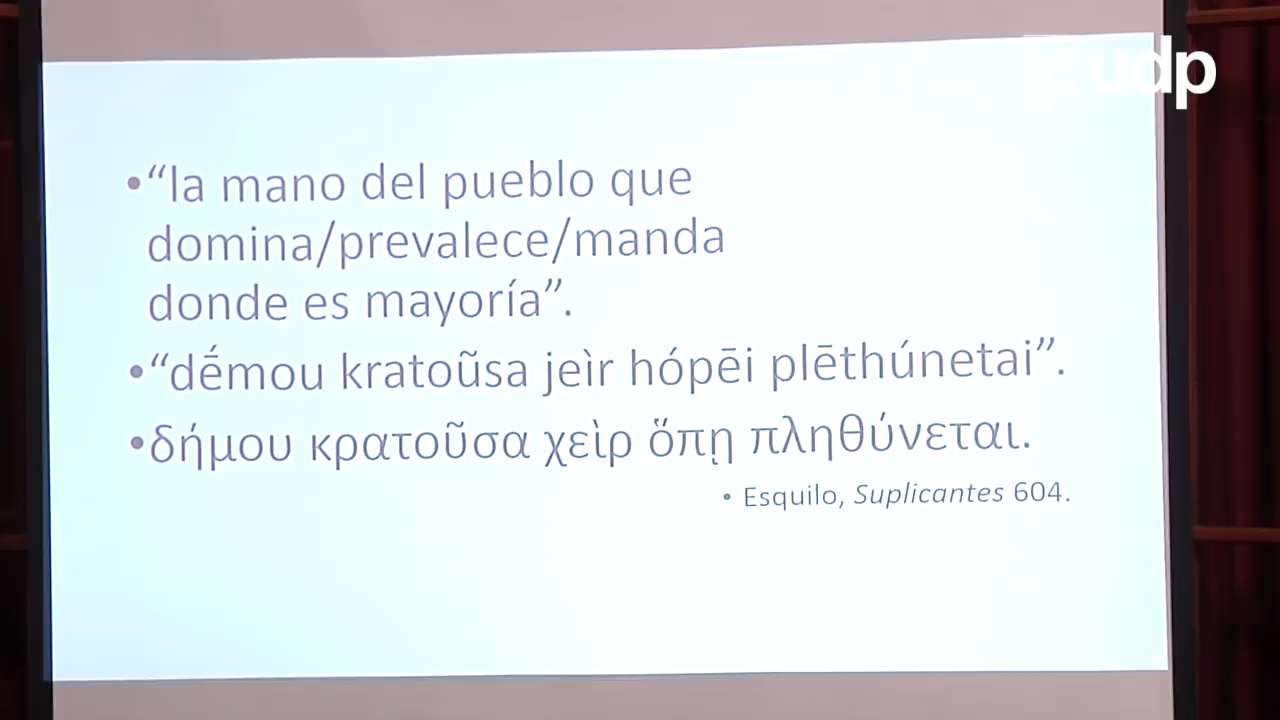 udp
•“la mano del pueblo que
domina/prevalece/manda
donde es mayoría”.
•“dḗmou kratoũsa jeìr hópēi plēthúnetai”.
•δήμου κρατοῦσα χεὶρ ὅπῃ πληθύνεται.
• Esquilo, Suplicantes 604.